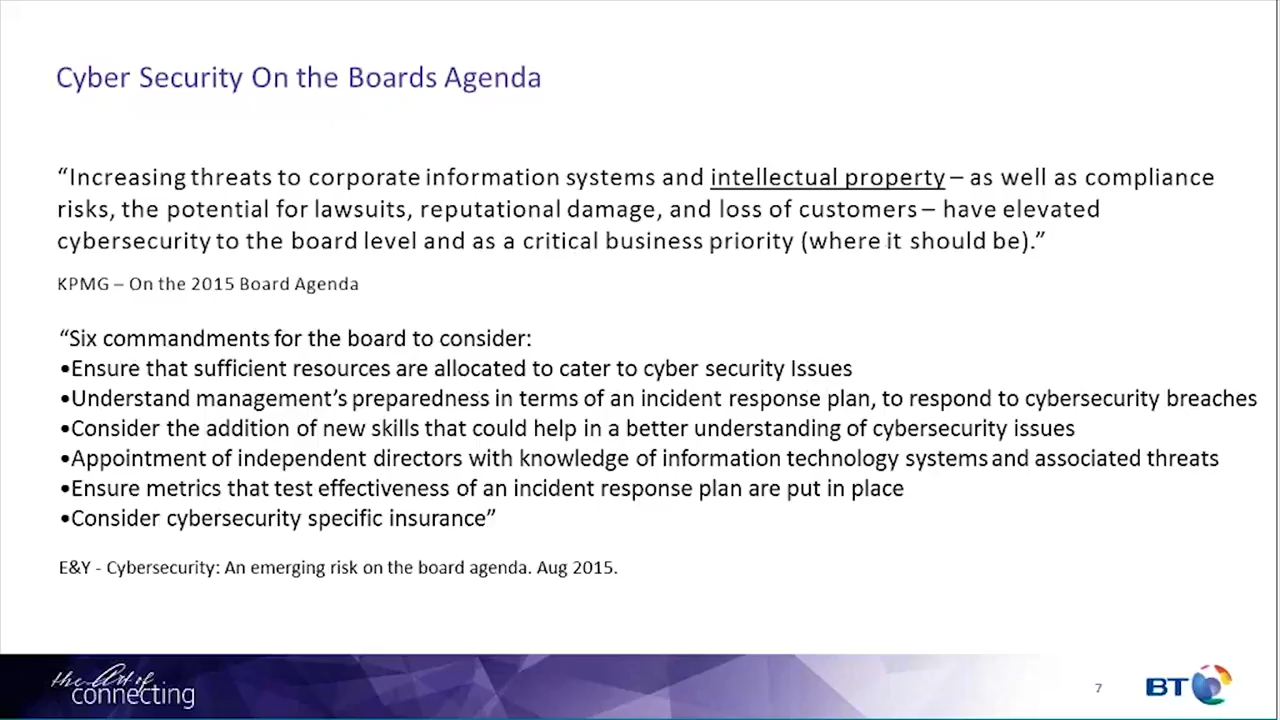 Cyber Security On the Boards Agenda
“Increasing threats to corporate information systems and intellectual property – as well as compliance
risks, the potential for lawsuits, reputational damage, and loss of customers – have elevated
cybersecurity to the board level and as a critical business priority (where it should be).”
KPMG – On the 2015 Board Agenda
“Six commandments for the board to consider:
•Ensure that sufficient resources are allocated to cater to cyber security Issues
•Understand management’s preparedness in terms of an incident response plan, to respond to cybersecurity breaches
•Consider the addition of new skills that could help in a better understanding of cybersecurity issues
•Appointment of independent directors with knowledge of information technology systems and associated threats
•Ensure metrics that test effectiveness of an incident response plan are put in place
•Consider cybersecurity specific insurance”
E&Y - Cybersecurity: An emerging risk on the board agenda. Aug 2015.
the Art of
connecting
7
BT